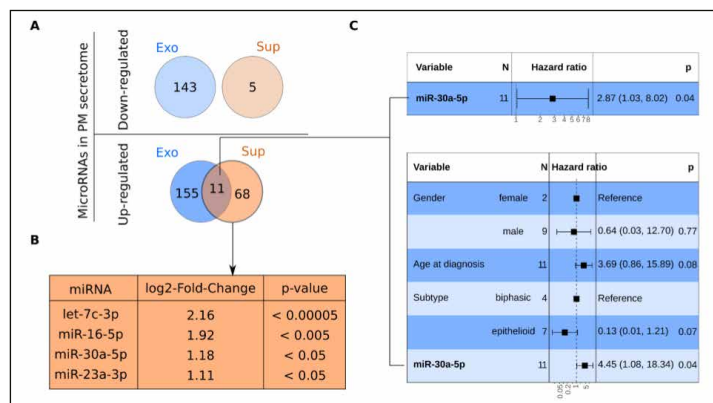 A
MicroRNAs in PM secretome
Down-regulated
Exo
Sup
143
5
Up-regulated
Exo
Sup
155
11
68
B
miRNA log2-Fold-Change p-value
let-7c-3p 2.16 < 0.00005
miR-16-5p 1.92 < 0.005
miR-30a-5p 1.18 < 0.05
miR-23a-3p 1.11 < 0.05
C
Variable N Hazard ratio p
miR-30a-5p 11 2.87 (1.03, 8.02) 0.04
1 2 3 4 5 6 7 8
Variable N Hazard ratio p
Gender female 2 Reference
male 9 0.64 (0.03, 12.70) 0.77
Age at diagnosis 11 3.69 (0.86, 15.89) 0.08
Subtype biphasic 4 Reference
epithelioid 7 0.13 (0.01, 1.21) 0.07
miR-30a-5p 11 4.45 (1.08, 18.34) 0.04
0.05 0.2 1 5